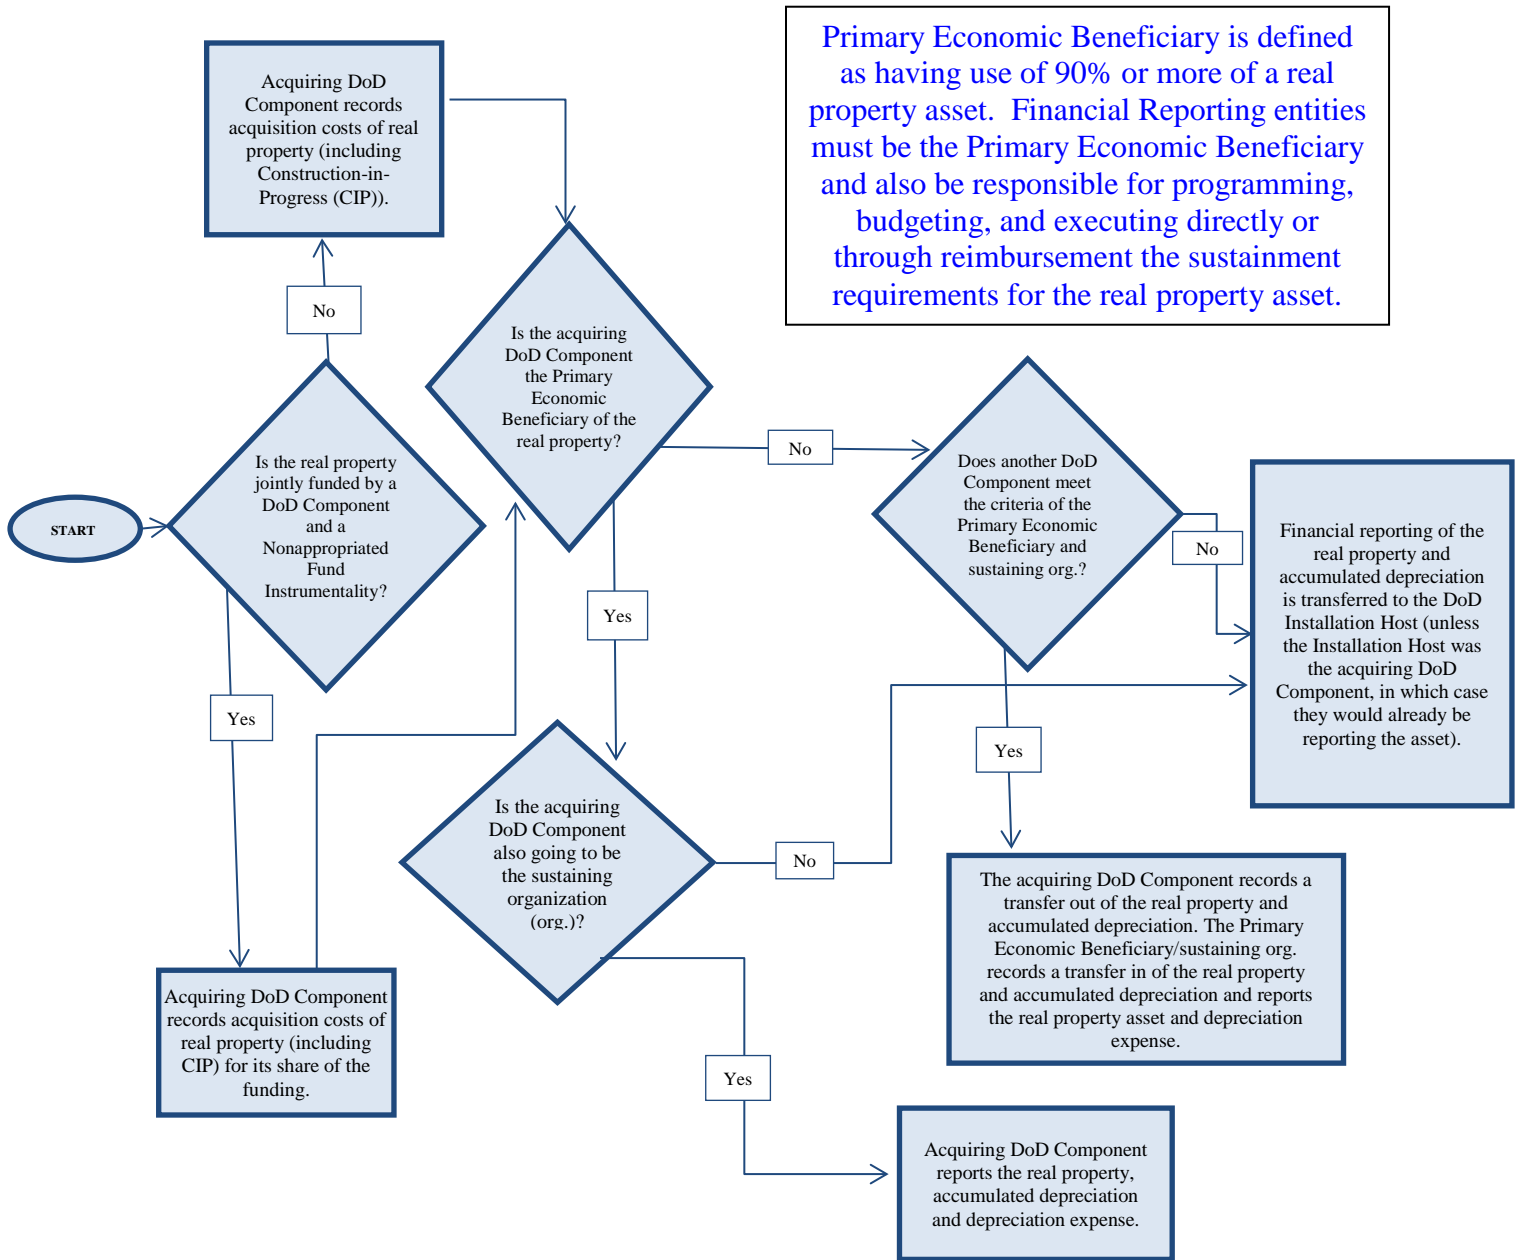 Primary Economic Beneficiary is defined
as having use of 90% or more of a real
property asset.  Financial Reporting entities
must be the Primary Economic Beneficiary
and also be responsible for programming,
budgeting, and executing directly or
through reimbursement the sustainment
requirements for the real property asset.
Acquiring DoD
Component records
acquisition costs of real
property (including
Construction-in-
Progress (CIP)).
No
START
Is the real property
jointly funded by a
DoD Component
and a
Nonappropriated
Fund
Instrumentality?
Yes
Acquiring DoD Component
records acquisition costs of
real property (including
CIP) for its share of the
funding.
Is the acquiring
DoD Component
the Primary
Economic
Beneficiary of the
real property?
No
Yes
Is the acquiring
DoD Component
also going to be
the sustaining
organization
(org.)?
No
Yes
Does another DoD
Component meet
the criteria of the
Primary Economic
Beneficiary and
sustaining org.?
No
Yes
Financial reporting of the
real property and
accumulated depreciation
is transferred to the DoD
Installation Host (unless
the Installation Host was
the acquiring DoD
Component, in which case
they would already be
reporting the asset).
The acquiring DoD Component records a
transfer out of the real property and
accumulated depreciation. The Primary
Economic Beneficiary/sustaining org.
records a transfer in of the real property
and accumulated depreciation and reports
the real property asset and depreciation
expense.
Acquiring DoD Component
reports the real property,
accumulated depreciation
and depreciation expense.